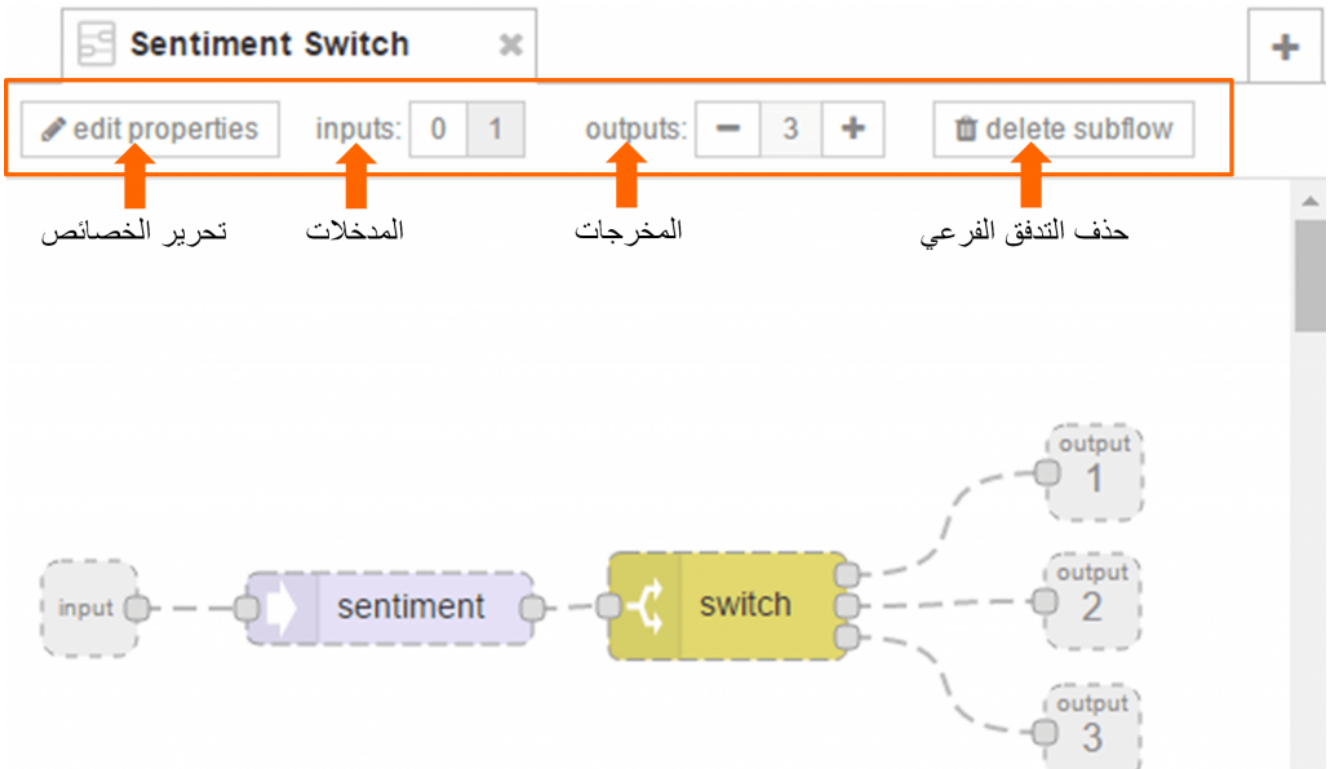 Sentiment Switch
edit properties inputs: 0 1 outputs: 3 delete subflow
تحرير الخصائص
المدخلات
المخرجات
حذف التدفق الفرعي
output
1
input
sentiment
switch
output
2
output
3